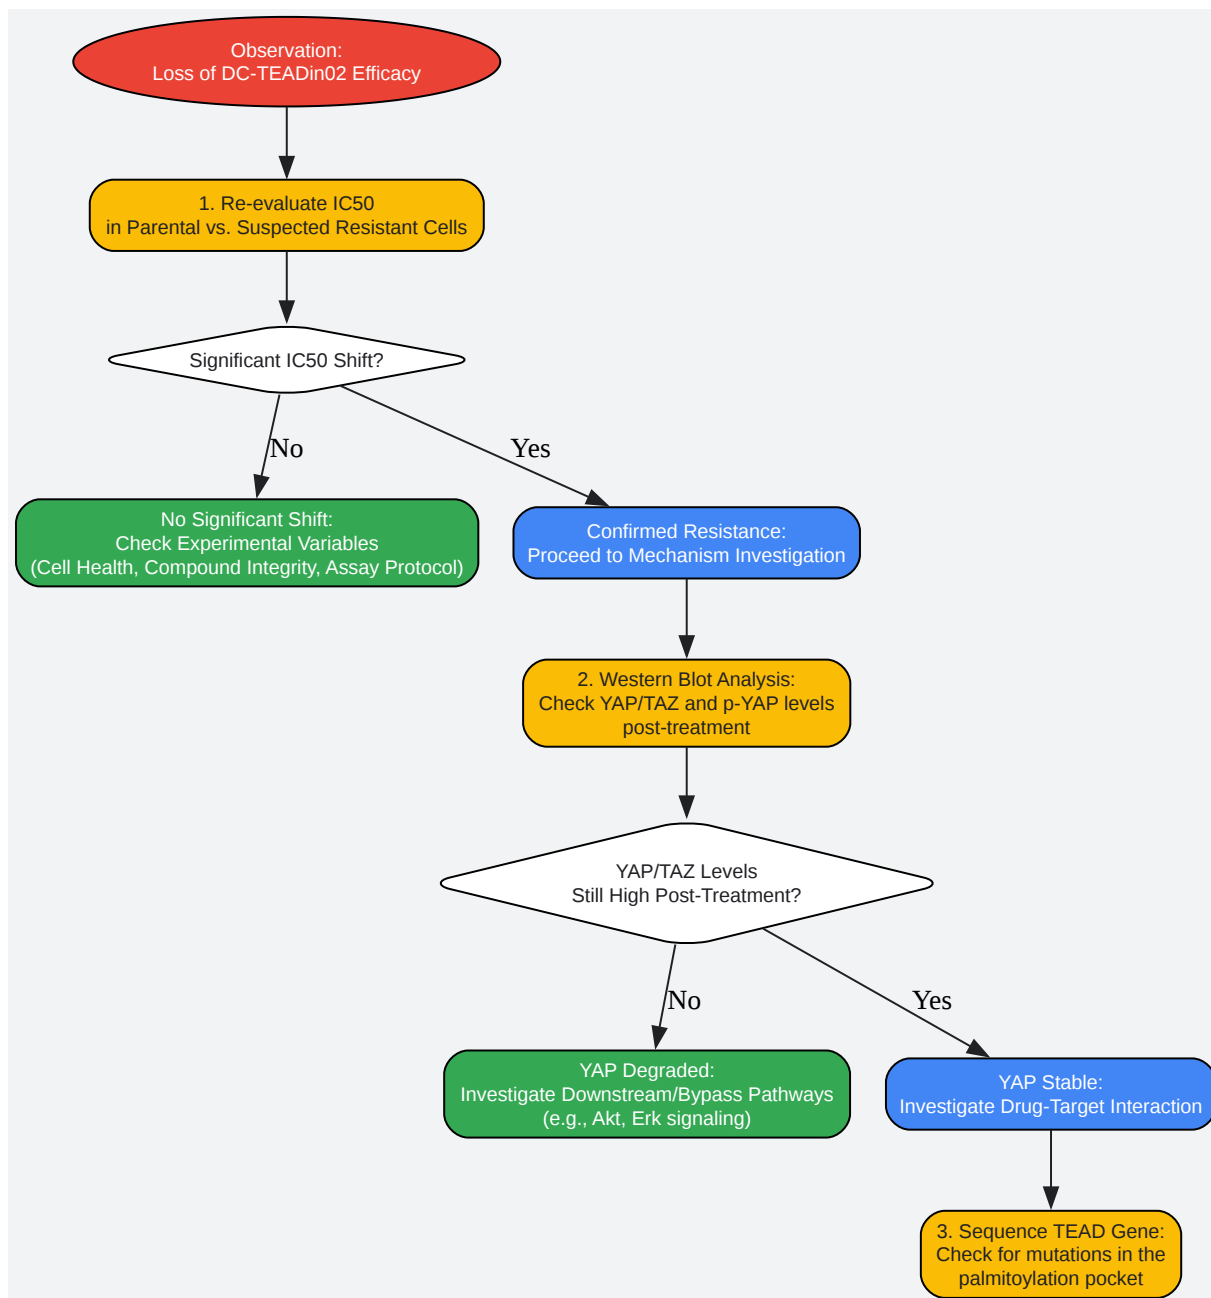 Observation:
Loss of DC-TEADin02 Efficacy
1. Re-evaluate IC50
in Parental vs. Suspected Resistant Cells
Significant IC50 Shift?
No
Yes
No Significant Shift:
Check Experimental Variables
(Cell Health, Compound Integrity, Assay Protocol)
Confirmed Resistance:
Proceed to Mechanism Investigation
2. Western Blot Analysis:
Check YAP/TAZ and p-YAP levels
post-treatment
YAP/TAZ Levels
Still High Post-Treatment?
No
Yes
YAP Degraded:
Investigate Downstream/Bypass Pathways
(e.g., Akt, Erk signaling)
YAP Stable:
Investigate Drug-Target Interaction
3. Sequence TEAD Gene:
Check for mutations in the
palmitoylation pocket